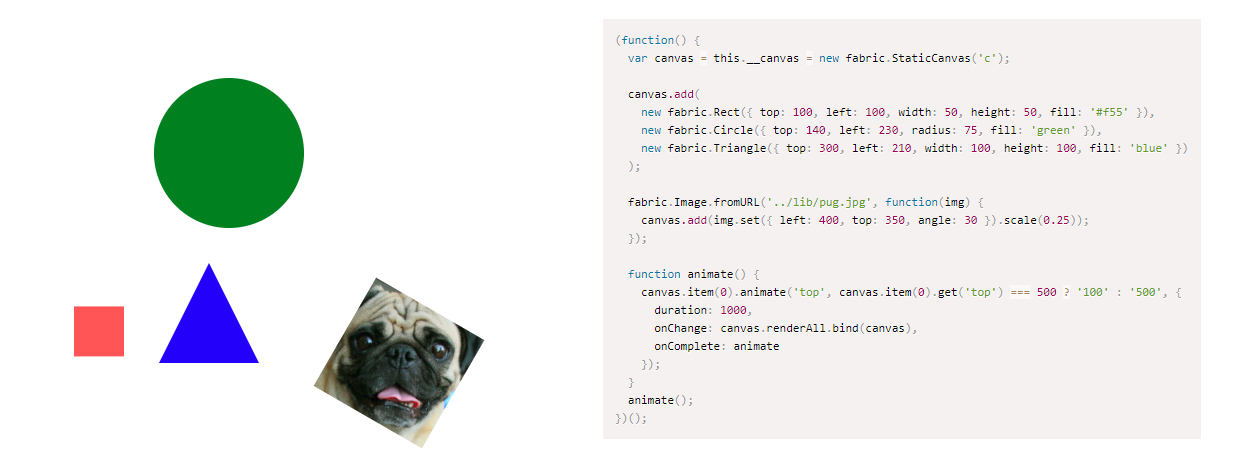 (function() {
  var canvas = this.__canvas = new fabric.StaticCanvas('c');

  canvas.add(
    new fabric.Rect({ top: 100, left: 100, width: 50, height: 50, fill: '#f55' }),
    new fabric.Circle({ top: 140, left: 230, radius: 75, fill: 'green' }),
    new fabric.Triangle({ top: 300, left: 210, width: 100, height: 100, fill: 'blue' })
  );

  fabric.Image.fromURL('../lib/pug.jpg', function(img) {
    canvas.add(img.set({ left: 400, top: 350, angle: 30 }).scale(0.25));
  });

  function animate() {
    canvas.item(0).animate('top', canvas.item(0).get('top') === 500 ? '100' : '500', {
      duration: 1000,
      onChange: canvas.renderAll.bind(canvas),
      onComplete: animate
    });
  }
  animate();
})();